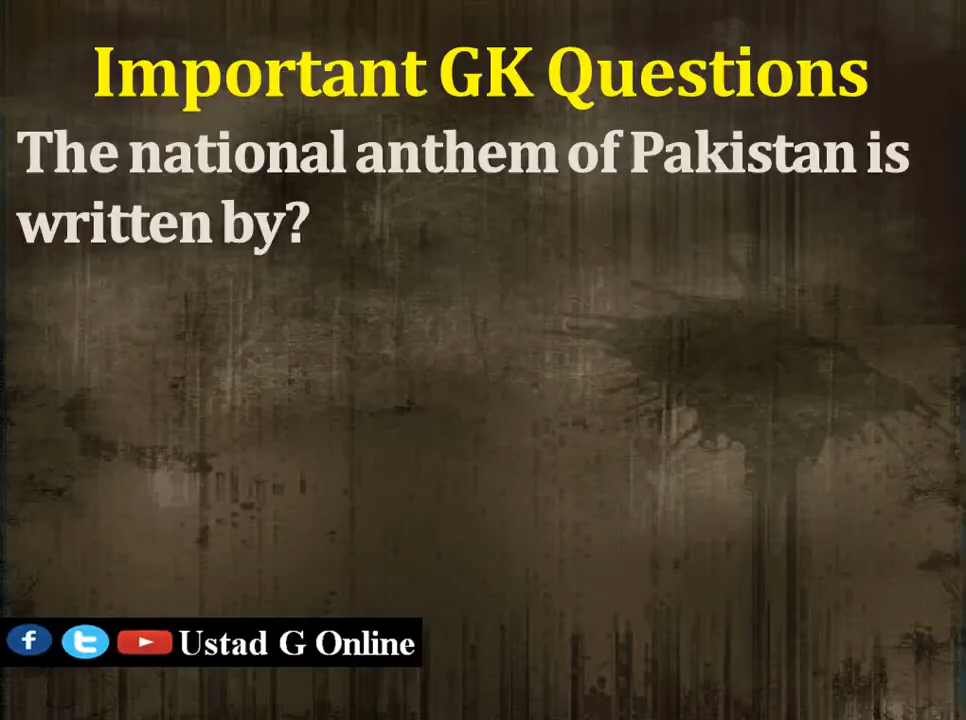 Important GK Questions
The national anthem of Pakistan is
written by?
f t Ustad G Online